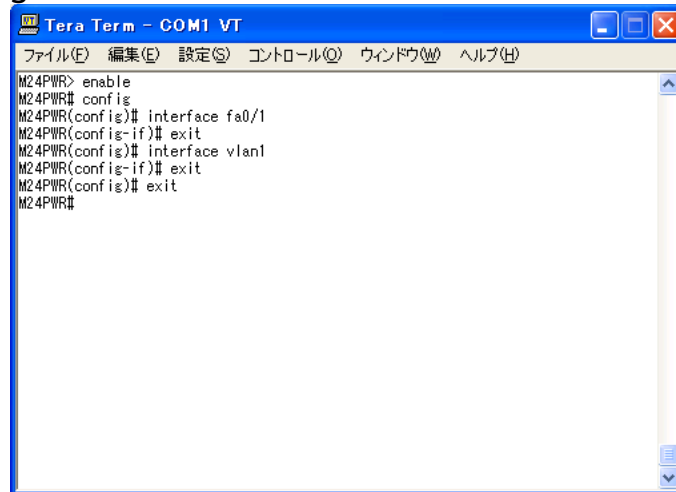 Tera Term - COM1 VT
ファイル(F) 編集(E) 設定(S) コントロール(O) ウィンドウ(W) ヘルプ(H)
M24PWR> enable
M24PWR# config
M24PWR(config)# interface fa0/1
M24PWR(config-if)# exit
M24PWR(config)# interface vlan1
M24PWR(config-if)# exit
M24PWR(config)# exit
M24PWR#